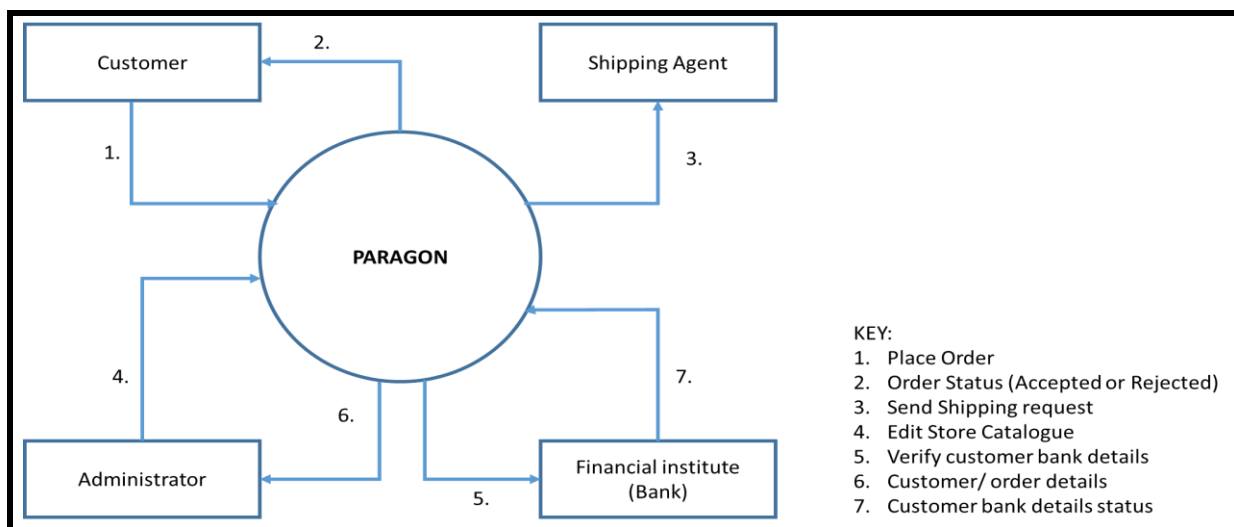 Customer
2.
Shipping Agent
1.
3.
PARAGON
4.
6.
7.
5.
Administrator
Financial institute
(Bank)
KEY:
1. Place Order
2. Order Status (Accepted or Rejected)
3. Send Shipping request
4. Edit Store Catalogue
5. Verify customer bank details
6. Customer/ order details
7. Customer bank details status